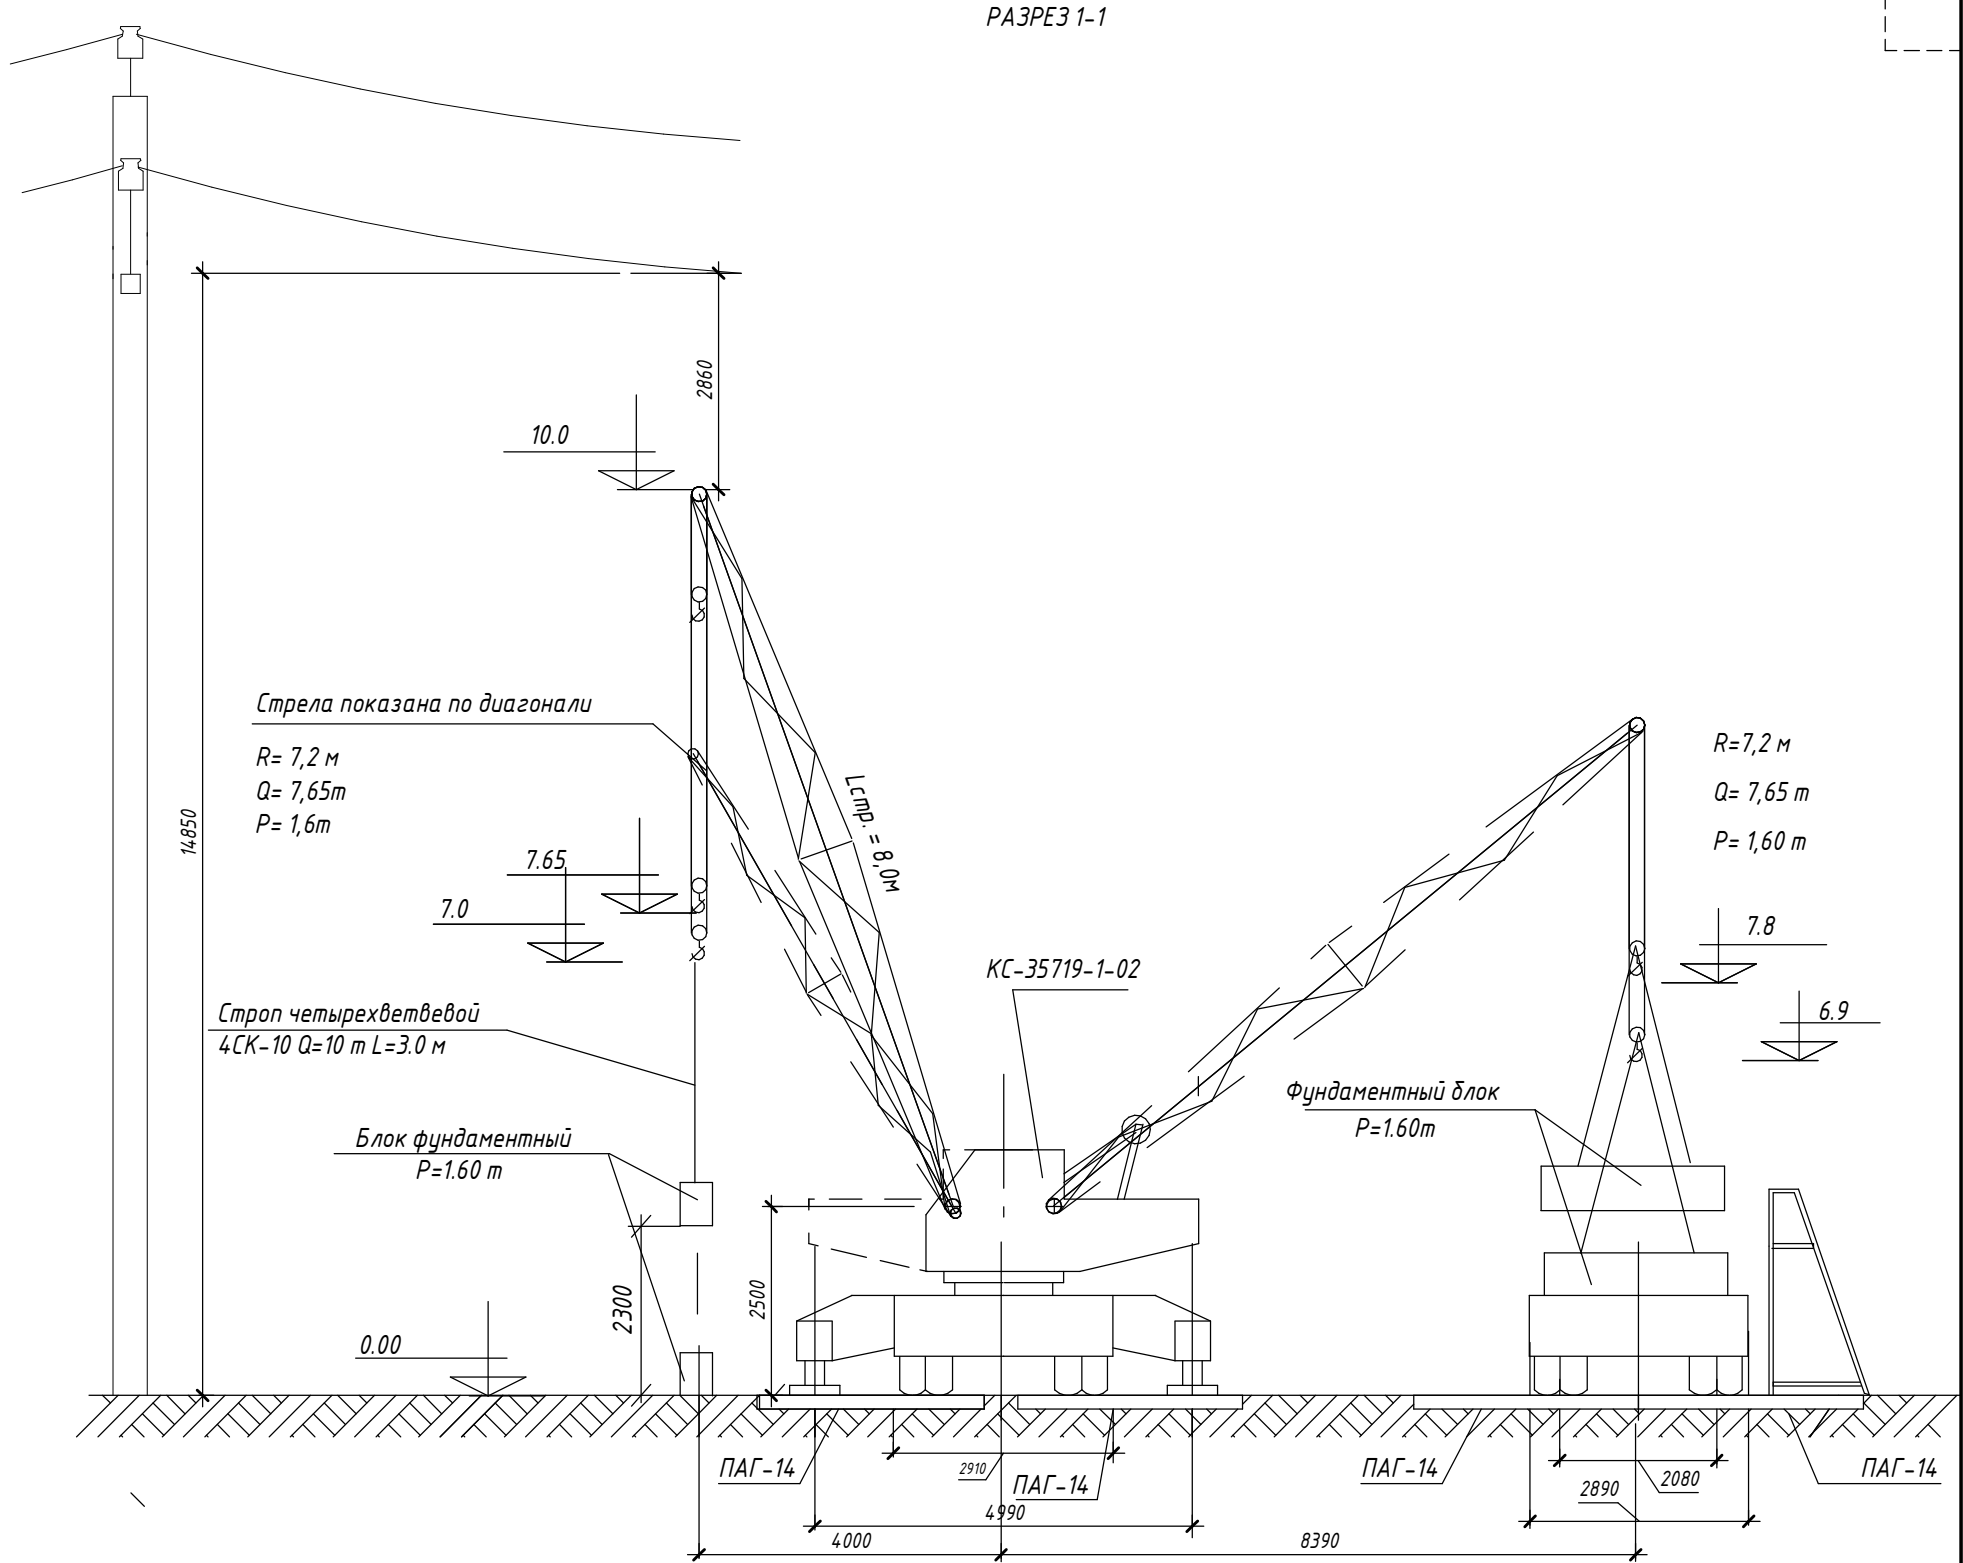 РАЗРЕЗ 1-1
2860
10.0
Стрела показана по диагонали
R= 7,2 м
Q= 7,65т
P= 1,6т
14850
Lстр. = 8,0м
R=7,2 м
Q= 7,65 т
P= 1,60 т
7.65
7.0
7.8
КС-35719-1-02
6.9
Строп четырехветвевой
4СК-10 Q=10 т L=3.0 м
Фундаментный блок
P=1.60т
Блок фундаментный
P=1.60 т
2300
2500
0.00
ПАГ-14
2910
ПАГ-14
ПАГ-14
2080
ПАГ-14
2890
4990
4000
8390